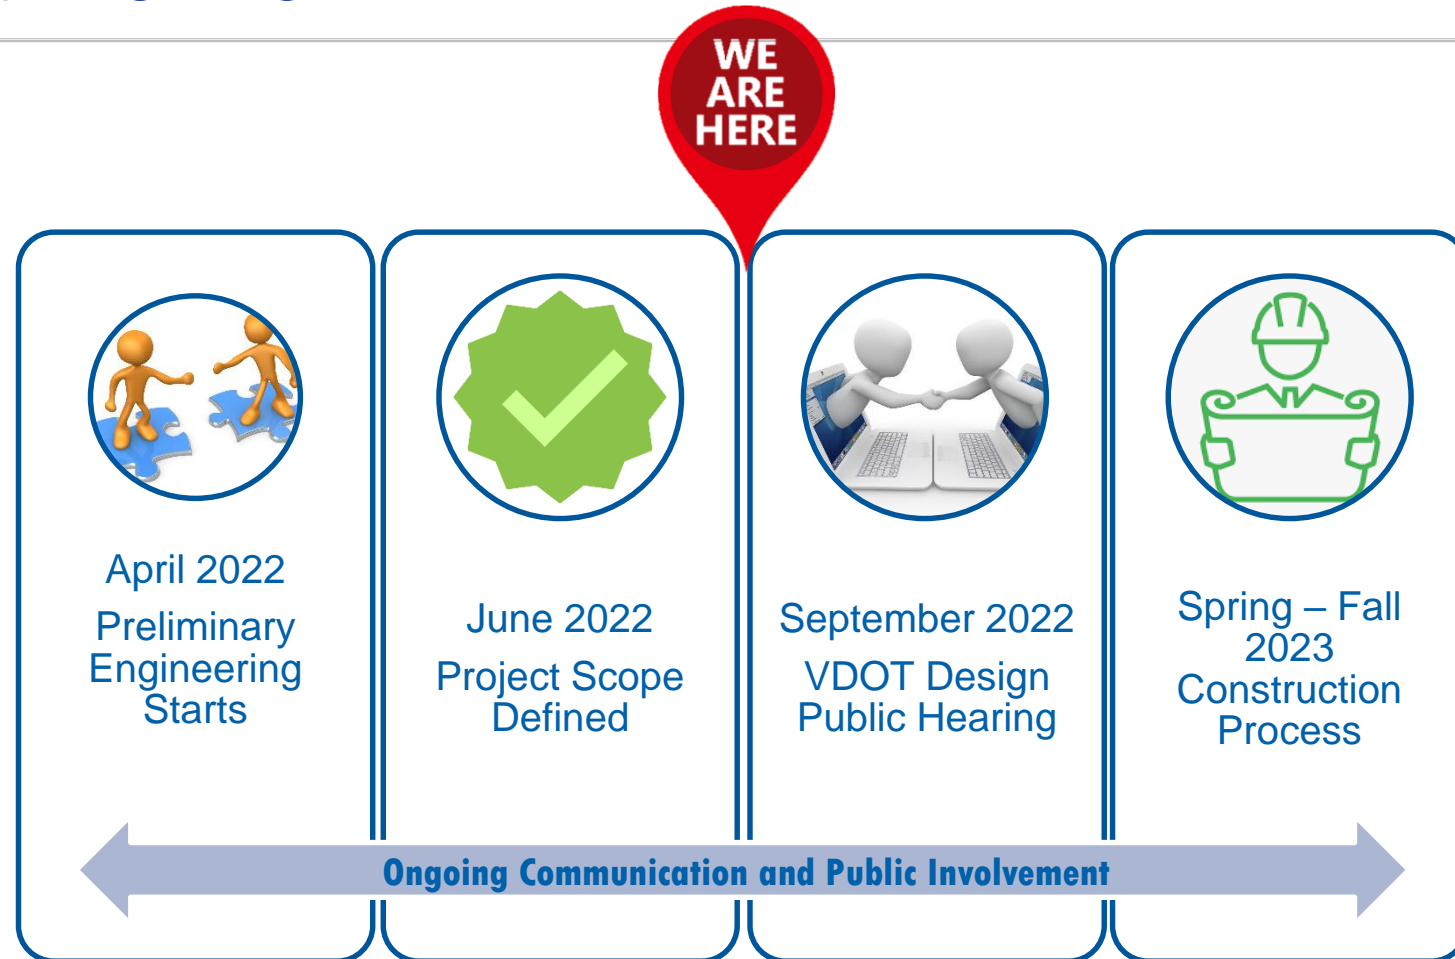 WE
ARE
HERE
April 2022
Preliminary
Engineering
Starts
June 2022
Project Scope
Defined
September 2022
VDOT Design
Public Hearing
Spring – Fall
2023
Construction
Process
Ongoing Communication and Public Involvement